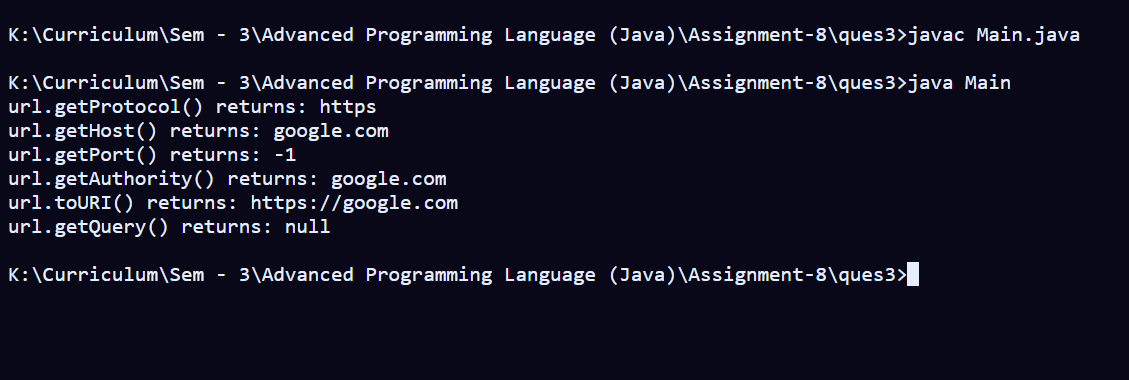 K:\Curriculum\Sem - 3\Advanced Programming Language (Java)\Assignment-8\ques3>javac Main.java
K:\Curriculum\Sem - 3\Advanced Programming Language (Java)\Assignment-8\ques3>java Main
url.getProtocol() returns: https
url.getHost() returns: google.com
url.getPort() returns: -1
url.getAuthority() returns: google.com
url.toURI() returns: https://google.com
url.getQuery() returns: null
K:\Curriculum\Sem - 3\Advanced Programming Language (Java)\Assignment-8\ques3>